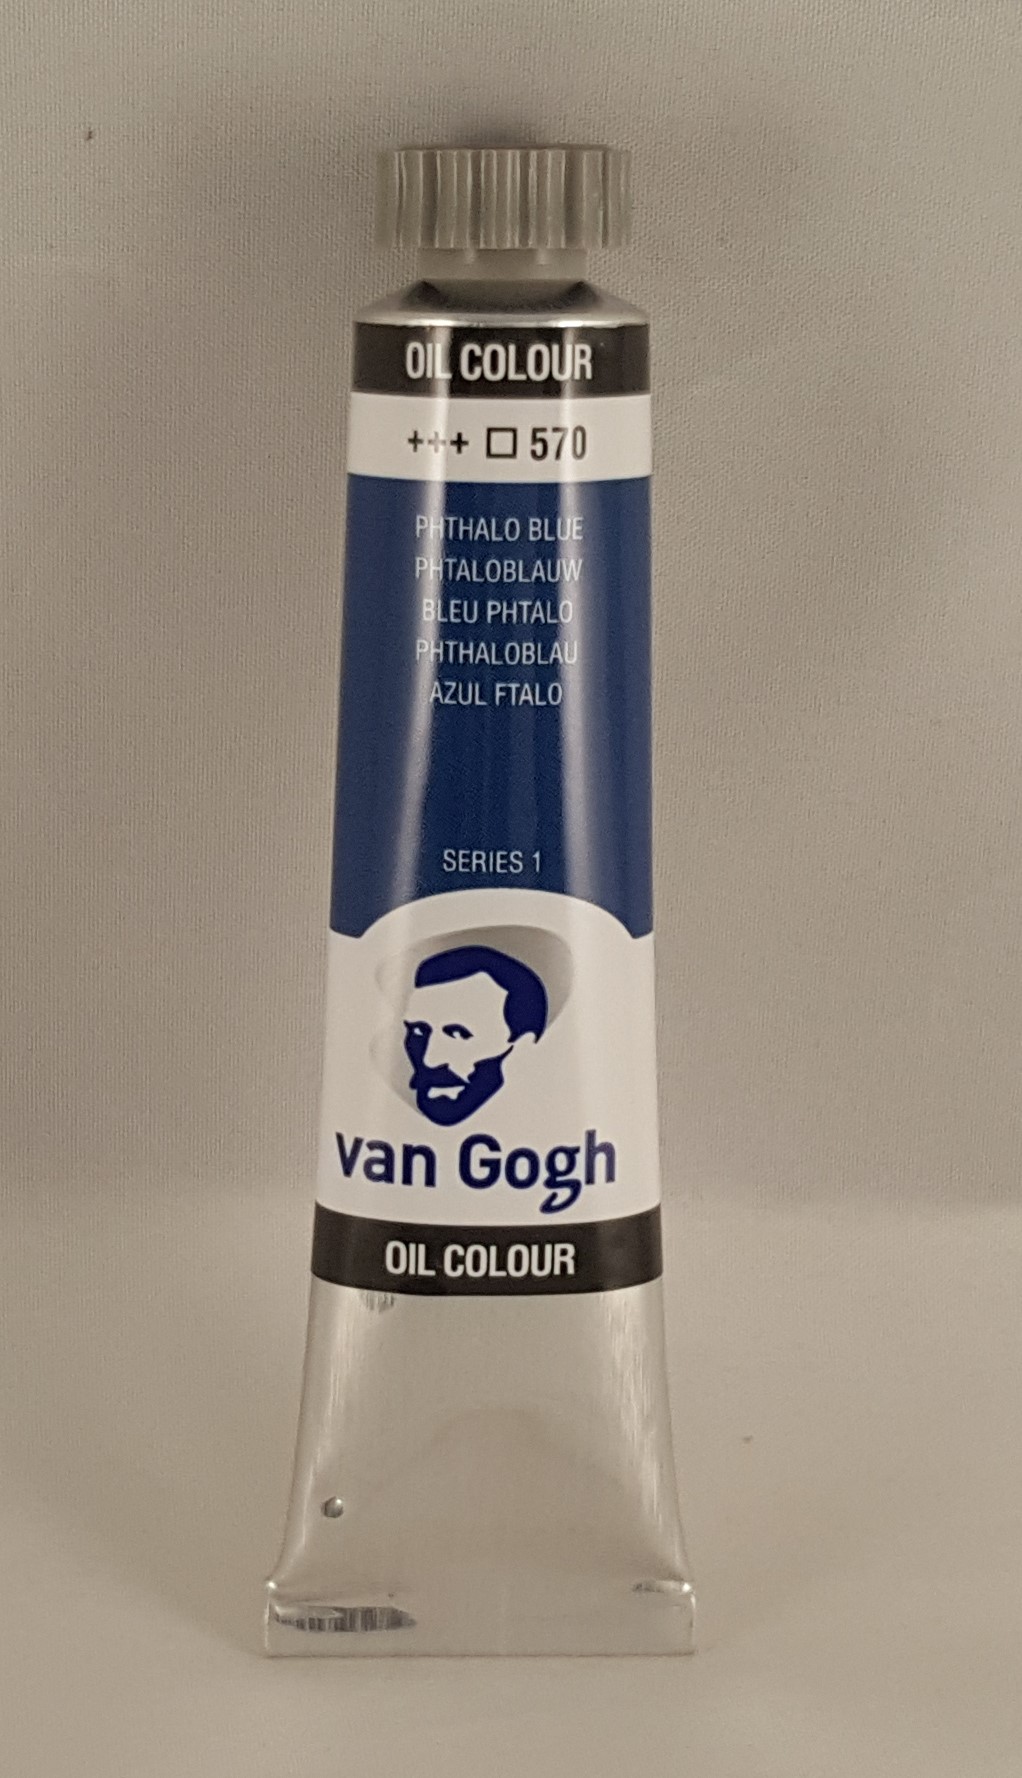 OIL COLOUR
+++ □ 570
PHTHALO BLUE
PHTALOBLAUW
BLEU PHTALO
PHTHALOBLAU
AZUL FTALO
SERIES 1
van Gogh
OIL COLOUR